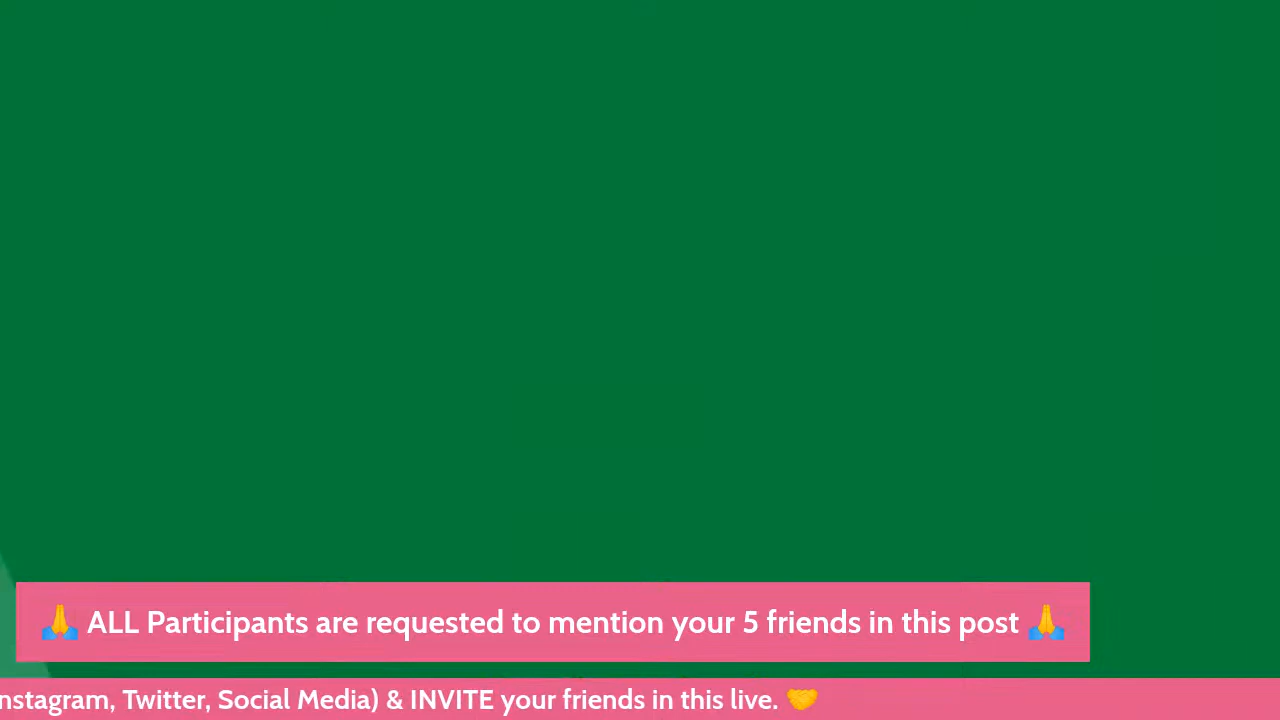 🙏 ALL Participants are requested to mention your 5 friends in this post 🙏
nstagram, Twitter, Social Media) & INVITE your friends in this live. 🤝